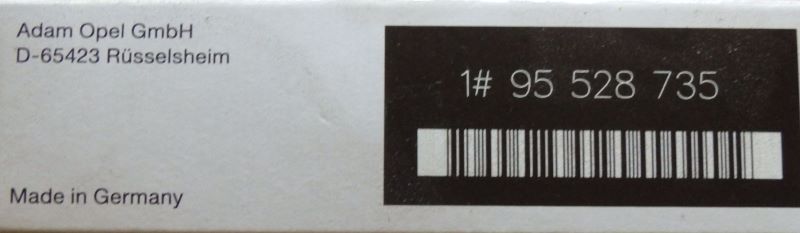 Adam Opel GmbH
D-65423 Rüsselsheim
1# 95 528 735
Made in Germany